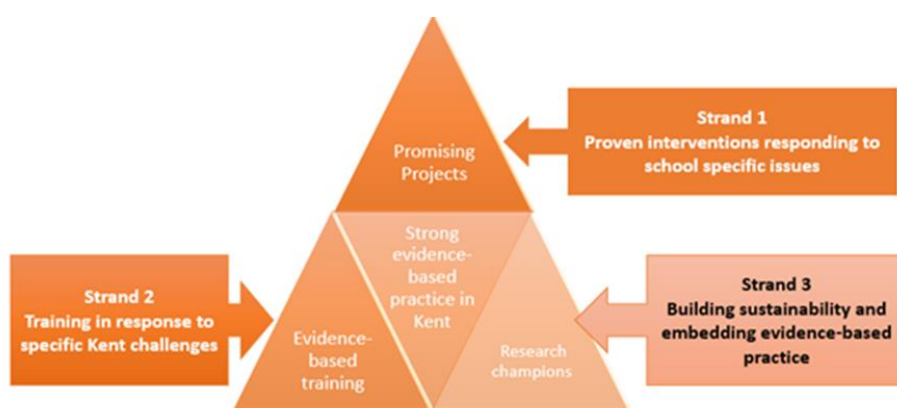 Promising
Projects
Strand 1
Proven interventions responding to
school specific issues
Strong
evidence-
based
practice in
Kent
Strand 2
Training in response to
specific Kent challenges
Evidence-
based
training
Strand 3
Building sustainability and
embedding evidence-based
practice
Research
champions